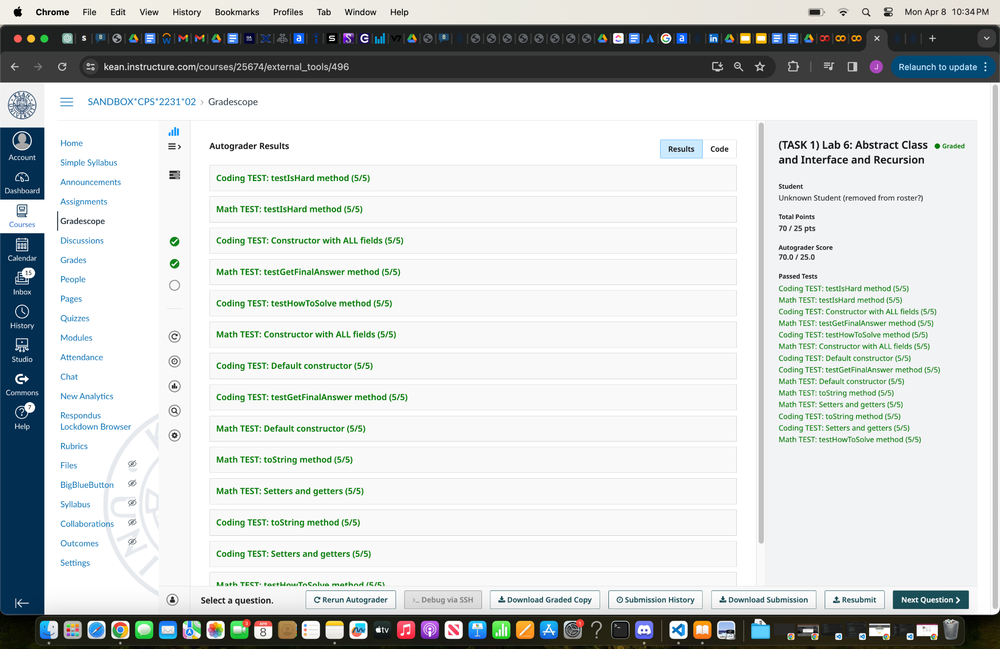 Chrome File Edit View History Bookmarks Profiles Tab Window Help Mon Apr 8 10:34 PM
kean.instructure.com/courses/25674/external_tools/496 J Relaunch to update
SANDBOX*CPS*2231*02 › Gradescope
Account
Dashboard
Courses
Calendar
15
Inbox
History
Studio
Commons
7
Help
Home
Simple Syllabus
Announcements
Assignments
Gradescope
Discussions
Grades
People
Pages
Quizzes
Modules
Attendance
Chat
New Analytics
Respondus
Lockdown Browser
Rubrics
Files
BigBlueButton
Syllabus
Collaborations
Outcomes
Settings
Autograder Results
Results Code
Coding TEST: testIsHard method (5/5)
Math TEST: testIsHard method (5/5)
Coding TEST: Constructor with ALL fields (5/5)
Math TEST: testGetFinalAnswer method (5/5)
Coding TEST: testHowToSolve method (5/5)
Math TEST: Constructor with ALL fields (5/5)
Coding TEST: Default constructor (5/5)
Coding TEST: testGetFinalAnswer method (5/5)
Math TEST: Default constructor (5/5)
Math TEST: toString method (5/5)
Math TEST: Setters and getters (5/5)
Coding TEST: toString method (5/5)
Coding TEST: Setters and getters (5/5)
Math TEST: testHowToSolve method (5/5)
(TASK 1) Lab 6: Abstract Class
and Interface and Recursion
Graded
Student
Unknown Student (removed from roster?)
Total Points
70 / 25 pts
Autograder Score
70.0 / 25.0
Passed Tests
Coding TEST: testIsHard method (5/5)
Math TEST: testIsHard method (5/5)
Coding TEST: Constructor with ALL fields (5/5)
Math TEST: testGetFinalAnswer method (5/5)
Coding TEST: testHowToSolve method (5/5)
Math TEST: Constructor with ALL fields (5/5)
Coding TEST: Default constructor (5/5)
Coding TEST: testGetFinalAnswer method (5/5)
Math TEST: Default constructor (5/5)
Math TEST: toString method (5/5)
Math TEST: Setters and getters (5/5)
Coding TEST: toString method (5/5)
Coding TEST: Setters and getters (5/5)
Math TEST: testHowToSolve method (5/5)
Select a question. Rerun Autograder >_ Debug via SSH Download Graded Copy Submission History Download Submission Resubmit Next Question
3
APR
8
tv
1